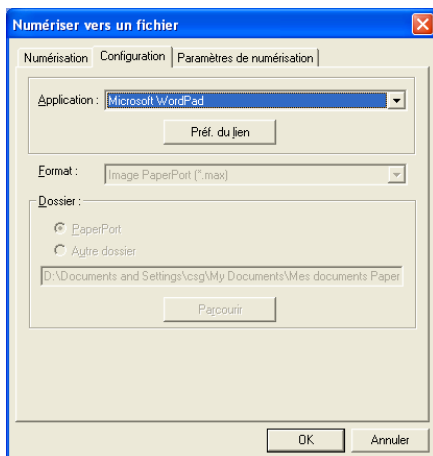 Numériser vers un fichier
Numérisation Configuration Paramètres de numérisation
Application : Microsoft WordPad
Préf. du lien
Format : Image PaperPort (*.max)
Dossier :
PaperPort
Autre dossier
D:\Documents and Settings\csg\My Documents\Mes documents Paper
Parcourir
OK Annuler